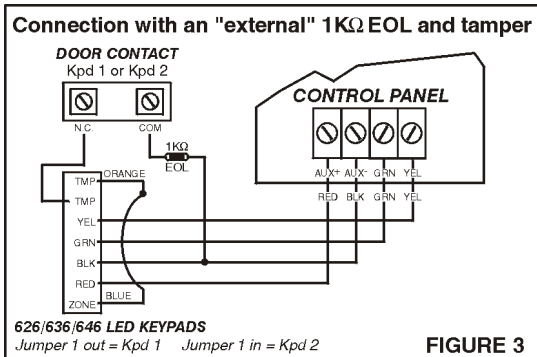 Connection with an "external" 1KΩ EOL and tamper
DOOR CONTACT
Kpd 1 or Kpd 2
N.C. COM
1KΩ
EOL
CONTROL PANEL
AUX+ AUX- GRN YEL
RED BLK GRN YEL
TMP ORANGE
TMP
YEL
GRN
BLK
RED
ZONE BLUE
626/636/646 LED KEYPADS
Jumper 1 out = Kpd 1 Jumper 1 in = Kpd 2
FIGURE 3